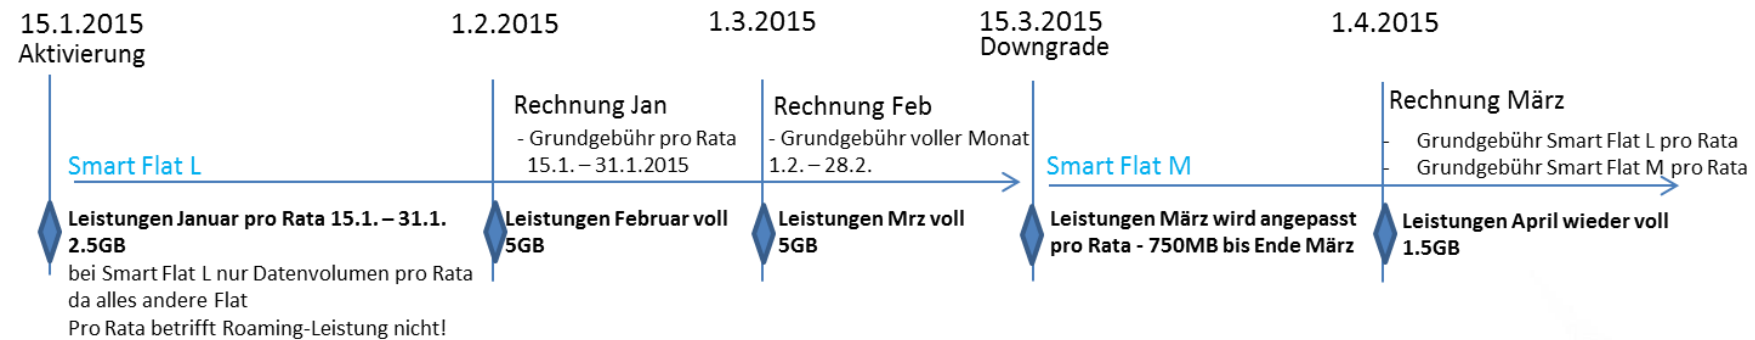 15.1.2015
Aktivierung
1.2.2015
1.3.2015
15.3.2015
Downgrade
1.4.2015
Rechnung Jan
- Grundgebühr pro Rata
15.1. – 31.1.2015
Rechnung Feb
- Grundgebühr voller Monat
1.2. – 28.2.
Rechnung März
- Grundgebühr Smart Flat L pro Rata
- Grundgebühr Smart Flat M pro Rata
Smart Flat L
Smart Flat M
Leistungen Januar pro Rata 15.1. – 31.1.
2.5GB
bei Smart Flat L nur Datenvolumen pro Rata
da alles andere Flat
Pro Rata betrifft Roaming-Leistung nicht!
Leistungen Februar voll
5GB
Leistungen Mrz voll
5GB
Leistungen März wird angepasst
pro Rata - 750MB bis Ende März
Leistungen April wieder voll
1.5GB